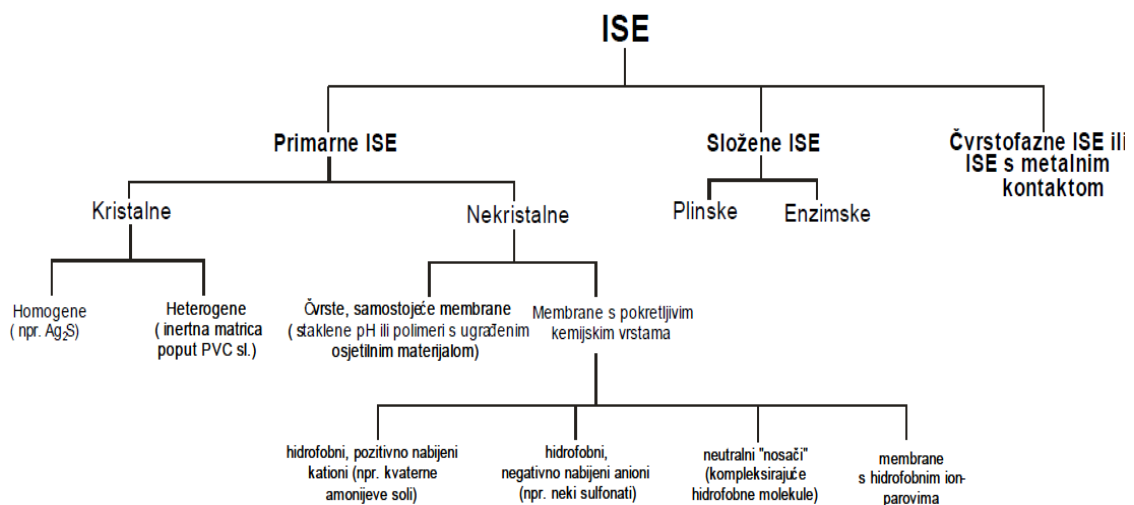 ISE
Primarne ISE
Složene ISE
Čvrstofazne ISE ili
ISE s metalnim
kontaktom
Kristalne
Nekristalne
Plinske
Enzimske
Homogene
( npr. Ag₂S)
Heterogene
( inertna matrica
poput PVC sl.)
Čvrste, samostojeće membrane
( staklene pH ili polimeri s ugrađenim
osjetilnim materijalom)
Membrane s pokretljivim
kemijskim vrstama
hidrofobni, pozitivno nabijeni
kationi (npr. kvaterne
amonijeve soli)
hidrofobni,
negativno nabijeni anioni
(npr. neki sulfonati)
neutralni "nosači"
(kompleksirajuće
hidrofobne molekule)
membrane
s hidrofobnim ion-
parovima